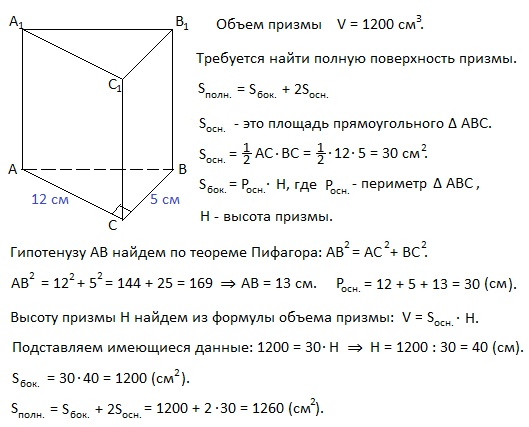 A₁ B₁ Объем призмы V = 1200 см³.
C₁ Требуется найти полную поверхность призмы.
Sполн. = Sбок. + 2Sосн.
Sосн. - это площадь прямоугольного Δ ABC.
A B Sосн. = 1/2 AC·BC = 1/2·12·5 = 30 см².
12 см 5 см Sбок. = Pосн.· H, где Pосн. - периметр Δ ABC,
C H - высота призмы.
Гипотенузу AB найдем по теореме Пифагора: AB² = AC² + BC².
AB² = 12² + 5² = 144 + 25 = 169 ⇒ AB = 13 см. Pосн. = 12 + 5 + 13 = 30 (см).
Высоту призмы H найдем из формулы объема призмы: V = Sосн.· H.
Подставляем имеющиеся данные: 1200 = 30·H ⇒ H = 1200 : 30 = 40 (см).
Sбок. = 30·40 = 1200 (см²).
Sполн. = Sбок. + 2Sосн. = 1200 + 2·30 = 1260 (см²).